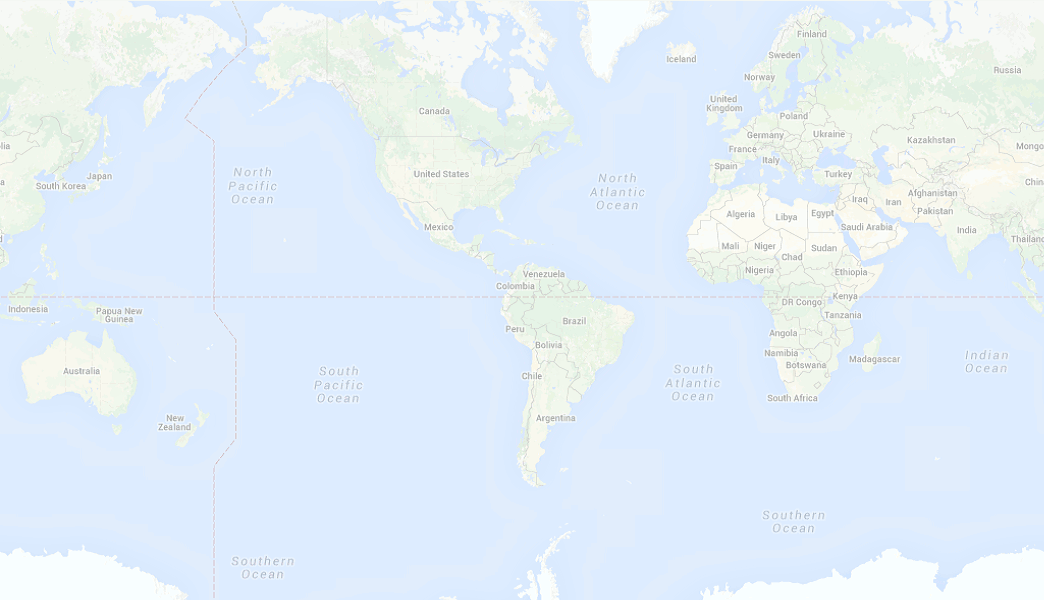 Finland
Sweden
Iceland
Norway
Russia
United
Kingdom
Canada
Poland
Germany
Ukraine
Kazakhstan
France
Mongo
Italy
Spain
United States
Turkey
Japan
South Korea
North
Pacific
Ocean
North
Atlantic
Ocean
Chin
Afghanistan
Iraq
Iran
Pakistan
Algeria
Libya
Egypt
Saudi Arabia
Mexico
India
Thailand
Mali
Niger
Sudan
Chad
Nigeria
Ethiopia
Venezuela
Colombia
Kenya
DR Congo
Indonesia
Papua New
Guinea
Tanzania
Brazil
Peru
Angola
Bolivia
Namibia
Botswana
Madagascar
Indian
Ocean
Australia
South
Pacific
Ocean
Chile
South
Atlantic
Ocean
South Africa
New
Zealand
Argentina
Southern
Ocean
Southern
Ocean